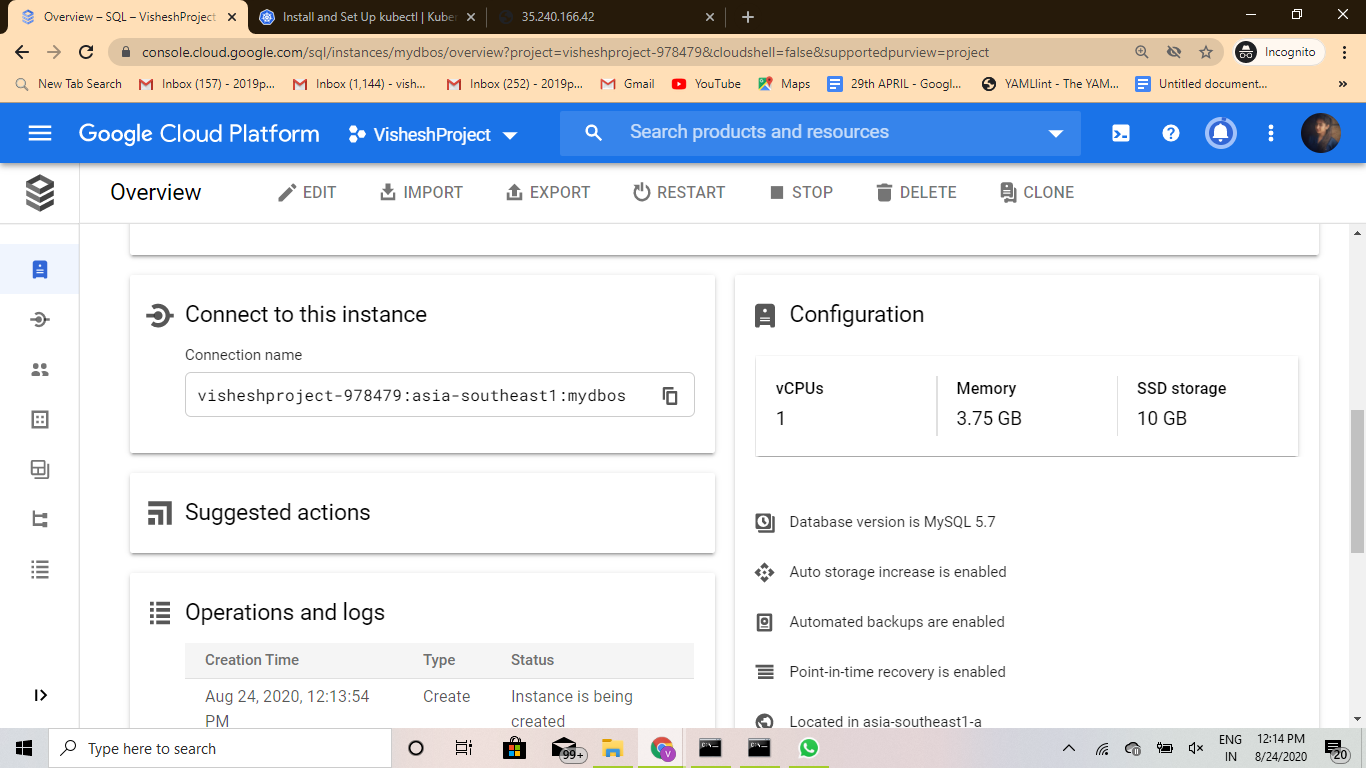 Overview – SQL – VisheshProject
Install and Set Up kubectl | Kuber
35.240.166.42
console.cloud.google.com/sql/instances/mydbos/overview?project=visheshproject-978479&cloudshell=false&supportedpurview=project
Incognito
New Tab Search
Inbox (157) - 2019p...
Inbox (1,144) - vish...
Inbox (252) - 2019p...
Gmail
YouTube
Maps
29th APRIL - Googl...
YAMLlint - The YAM...
Untitled document...
»
Google Cloud Platform
VisheshProject
Search products and resources
Overview
EDIT
IMPORT
EXPORT
RESTART
STOP
DELETE
CLONE
Connect to this instance
Connection name
visheshproject-978479:asia-southeast1:mydbos
Suggested actions
Operations and logs
Creation Time Type Status
Aug 24, 2020, 12:13:54 Create Instance is being
PM created
Configuration
vCPUs Memory SSD storage
1 3.75 GB 10 GB
Database version is MySQL 5.7
Auto storage increase is enabled
Automated backups are enabled
Point-in-time recovery is enabled
Located in asia-southeast1-a
Type here to search
99+
V
ENG
IN
12:14 PM
8/24/2020
20